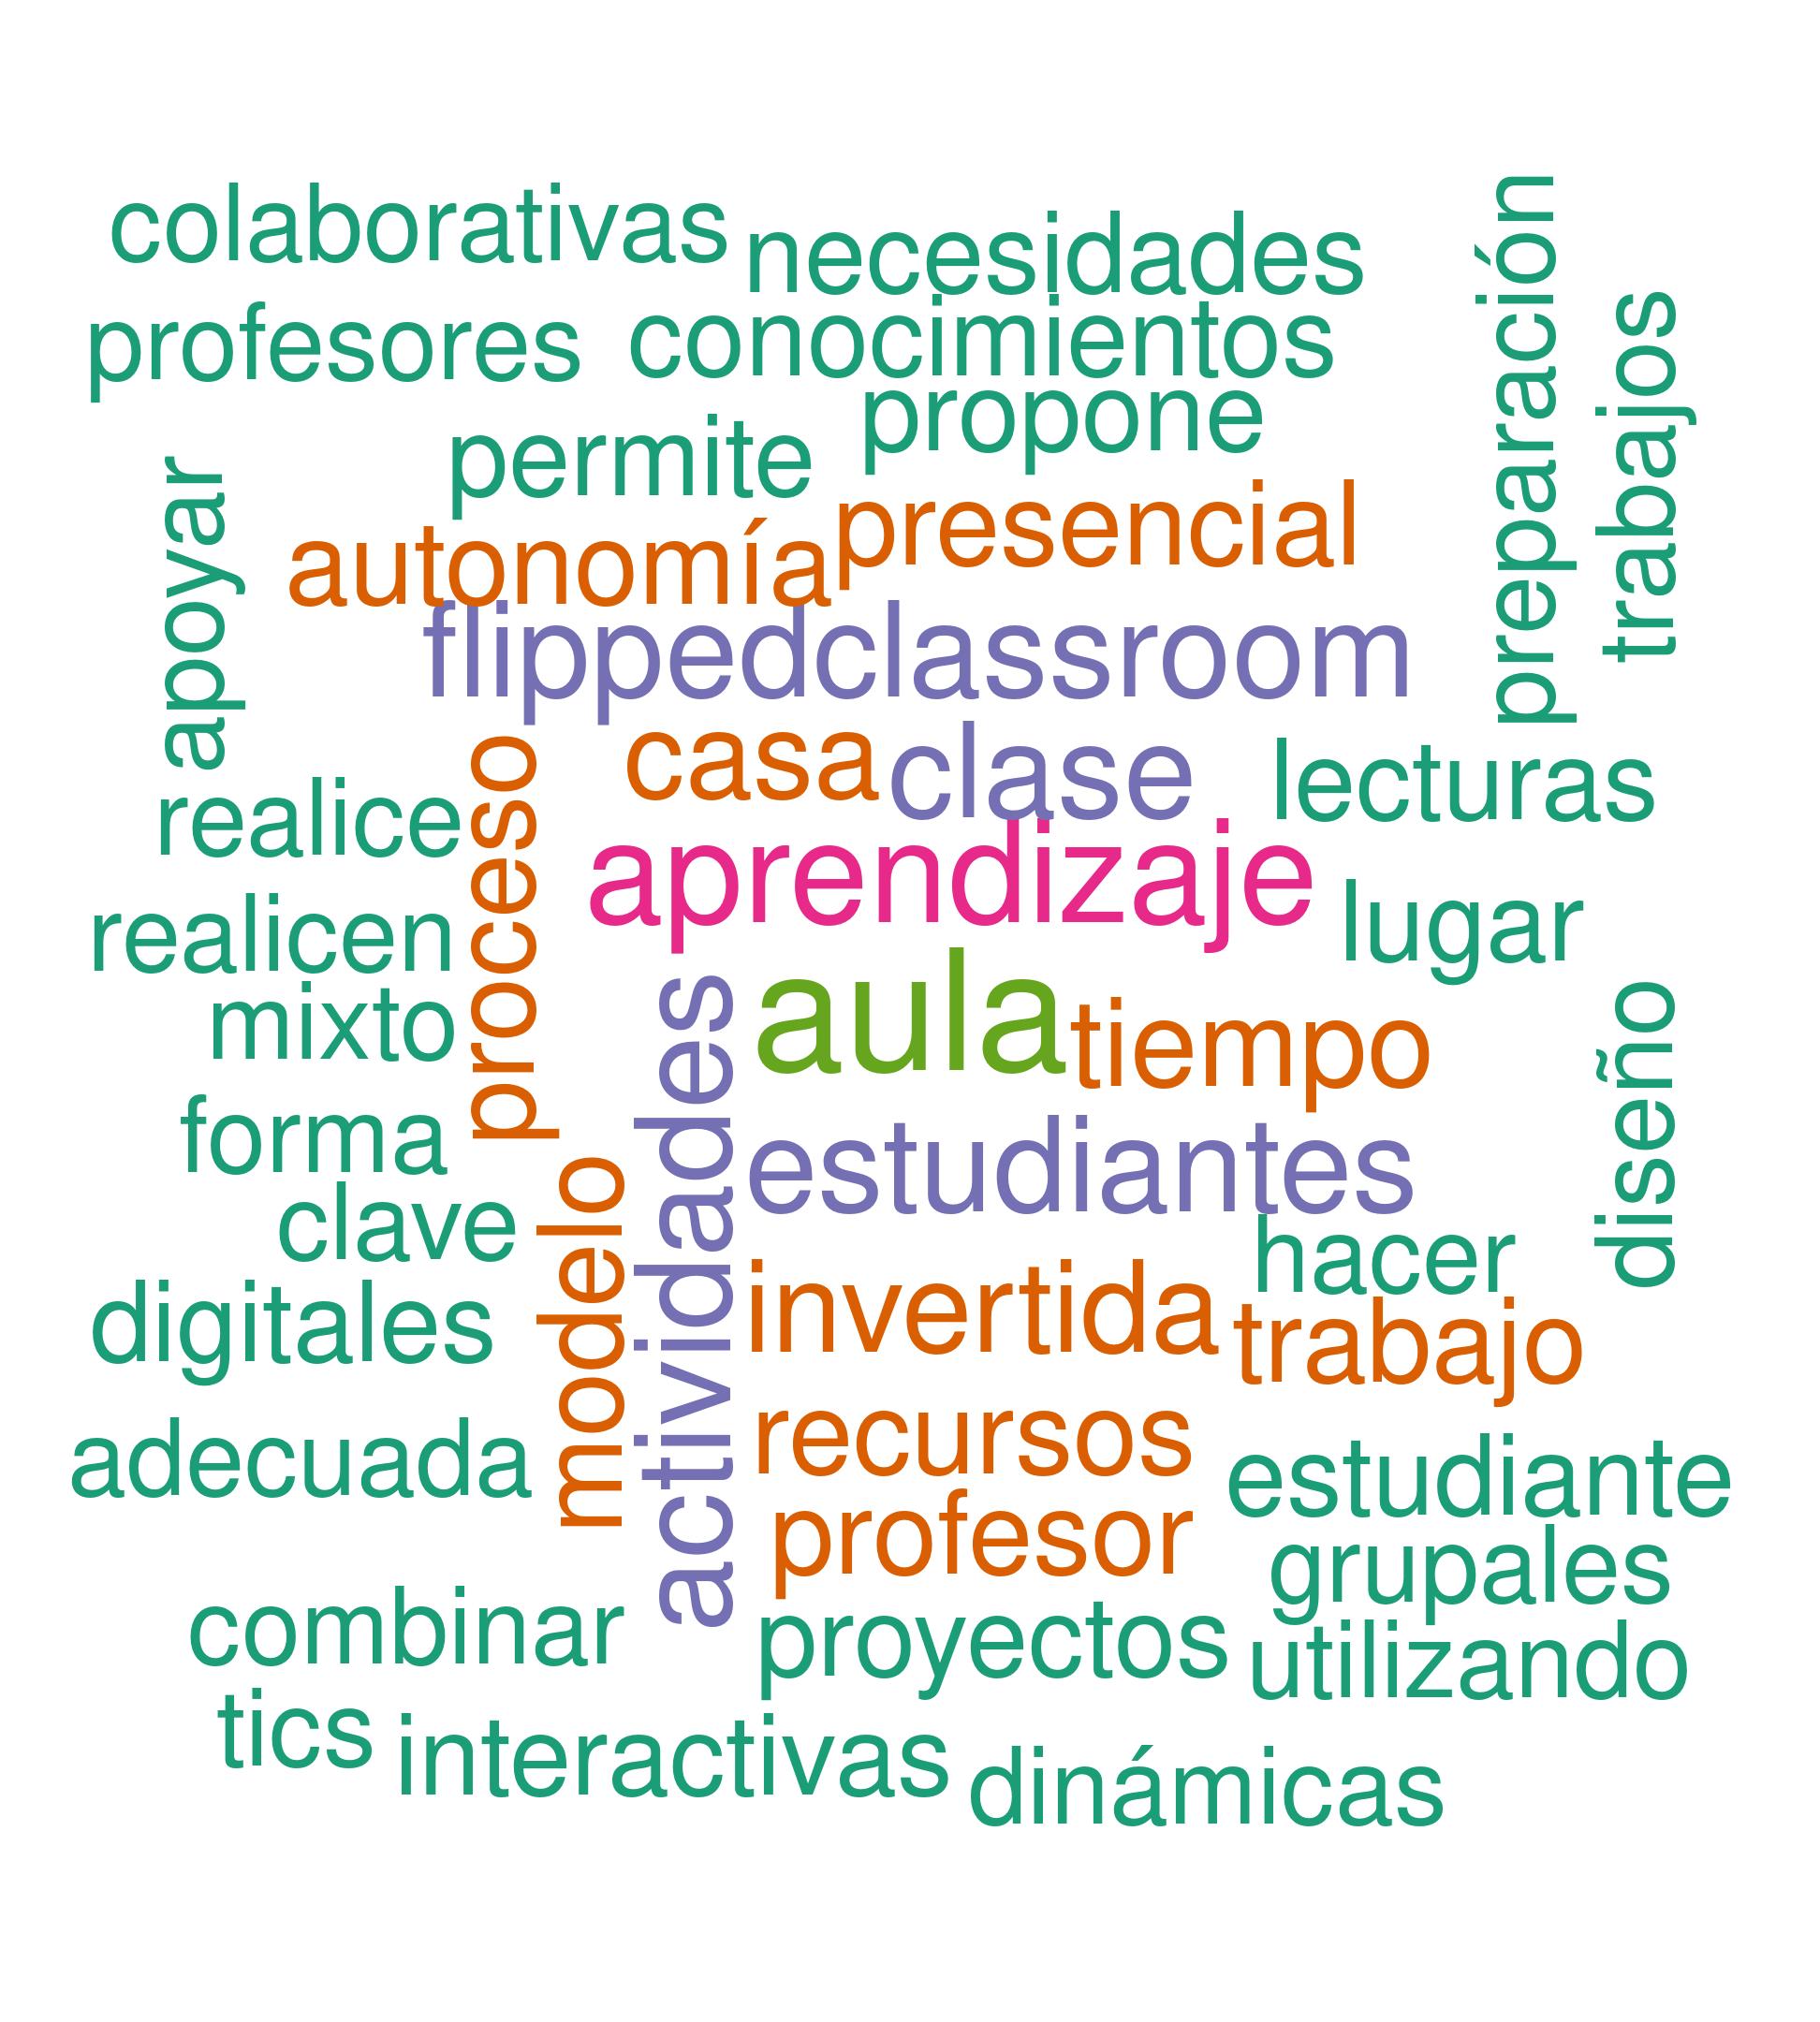 colaborativas
necesidades
preparación
trabajos
profesores
conocimientos
propone
permite
apoyar
presencial
autonomía
flippedclassroom
casa
clase
lecturas
proceso
realice
aprendizaje
lugar
realicen
actividades
aula
tiempo
diseño
mixto
forma
estudiantes
modelo
clave
hacer
digitales
invertida
trabajo
adecuada
recursos
estudiante
profesor
grupales
combinar
proyectos
utilizando
tics
interactivas
dinámicas